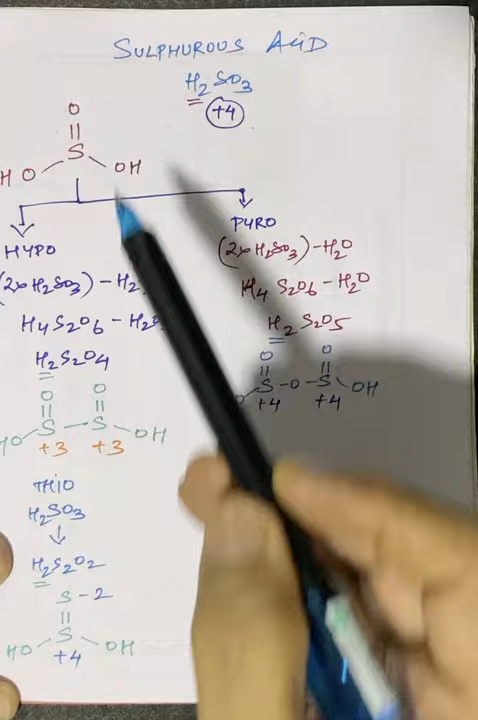 SULPHUROUS ACID
H2SO3
+4
O
S
HO OH
HYPO
(2×H2SO3) - H2
H4S2O6 - H2O
H2S2O4
O O
S - S
HO OH
+3 +3
THIO
H2SO3
↓
H2S2O2
S -2
S
HO OH
+4
PYRO
(2×H2SO3) - H2O
H4S2O6 - H2O
H2S2O5
O O
S - O - S OH
+4 +4